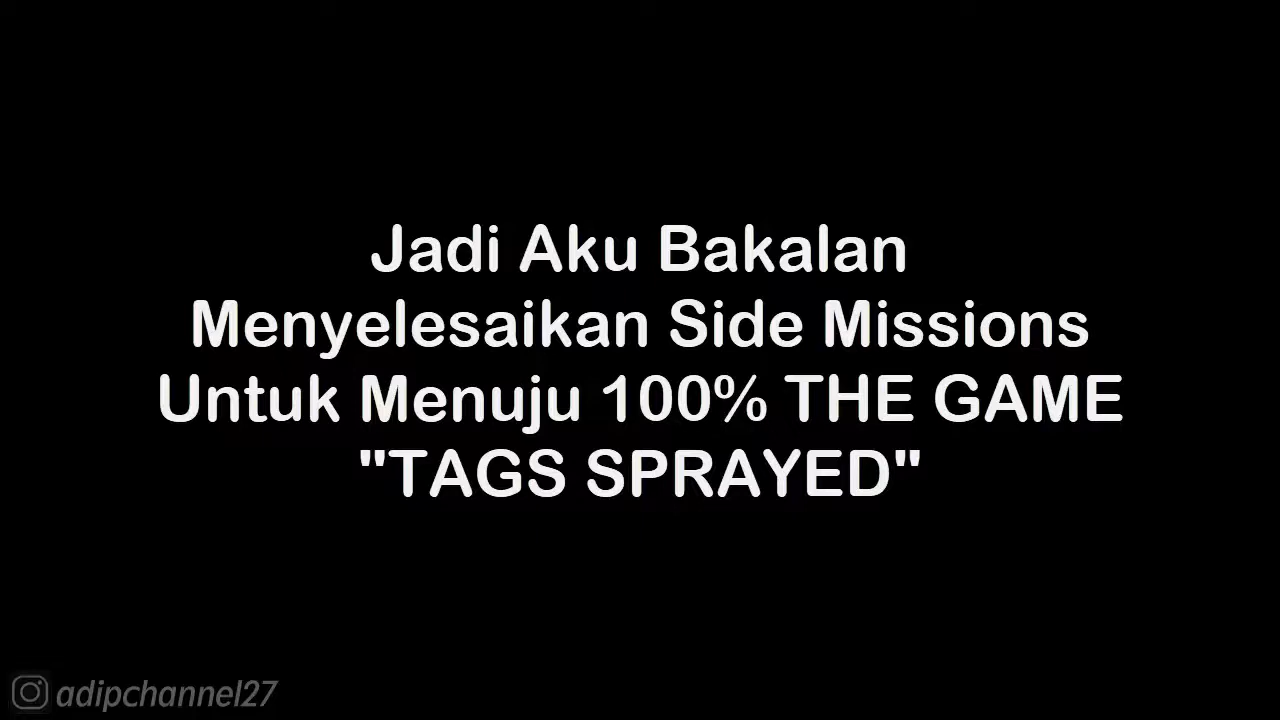 Jadi Aku Bakalan
Menyelesaikan Side Missions
Untuk Menuju 100% THE GAME
"TAGS SPRAYED"
adipchannel27